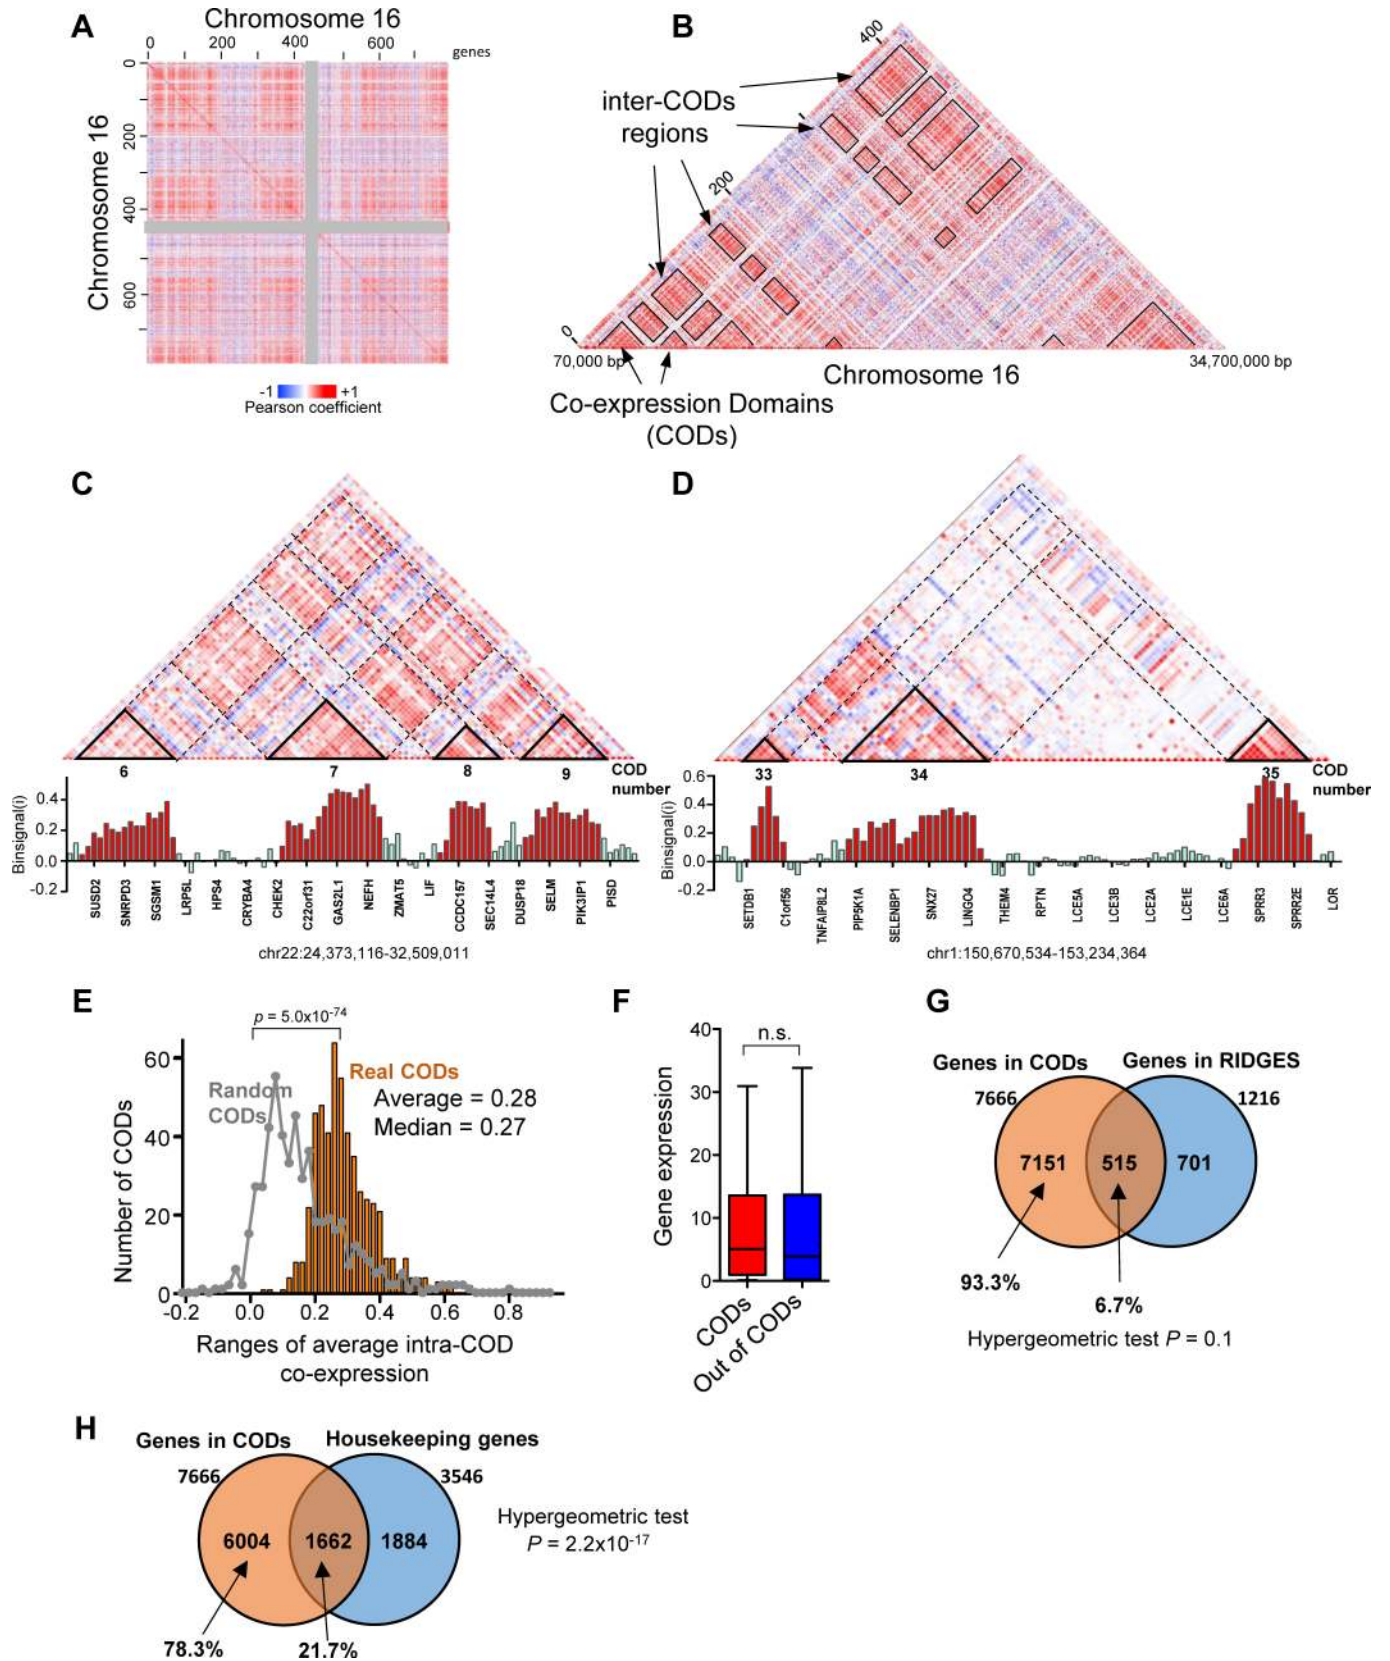 A
Chromosome 16
0 200 400 600 genes
Chromosome 16
0
200
400
600
-1 +1
Pearson coefficient
B
400
200
0
inter-CODs
regions
70,000 bp
34,700,000 bp
Chromosome 16
Co-expression Domains
(CODs)
C
6 7 8 9 COD
number
Binsignal(i)
0.4
0.2
0.0
-0.2
SUSD2
SNRPD3
SGSM1
LRP5L
HPS4
CRYBA4
CHEK2
C22orf31
GAS2L1
NEFH
ZMAT5
LIF
CCDC157
SEC14L4
DUSP18
SELM
PIK3IP1
PISD
chr22:24,373,116-32,509,011
D
33 34 35 COD
number
Binsignal(i)
0.6
0.4
0.2
0.0
-0.2
SETDB1
C1orf56
TNFAIP8L2
PIP5K1A
SELENBP1
SNX27
LINGO4
THEM4
RPTN
LCE5A
LCE3B
LCE2A
LCE1E
LCE6A
SPRR3
SPRR2E
LOR
chr1:150,670,534-153,234,364
E
p = 5.0x10-74
Random
CODs
Real CODs
Average = 0.28
Median = 0.27
Number of CODs
60
40
20
0
-0.2 0.0 0.2 0.4 0.6 0.8
Ranges of average intra-COD
co-expression
F
n.s.
Gene expression
40
30
20
10
0
CODs
Out of CODs
G
Genes in CODs Genes in RIDGES
7666 1216
7151 515 701
93.3%
6.7%
Hypergeometric test P = 0.1
H
Genes in CODs Housekeeping genes
7666 3546
6004 1662 1884
78.3% 21.7%
Hypergeometric test
P = 2.2x10-17